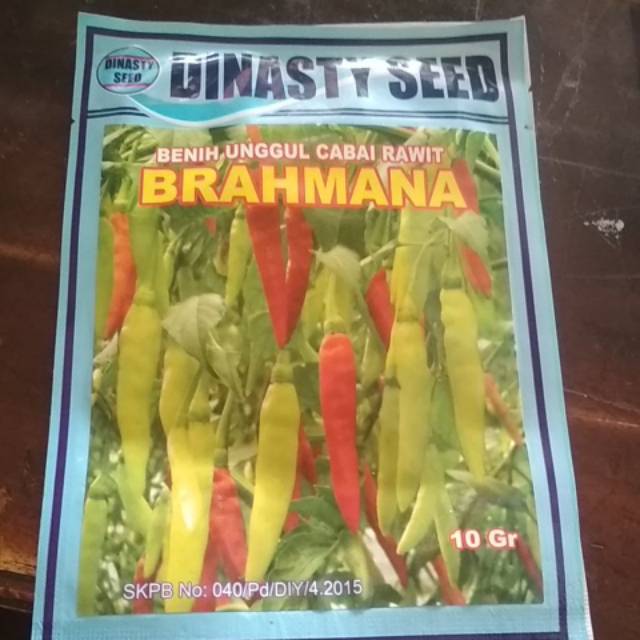 DINASTY
SEED
DINASTY SEED
BENIH UNGGUL CABAI RAWIT
BRAHMANA
10 Gr
SKPB No: 040/Pd/DIY/4.2015